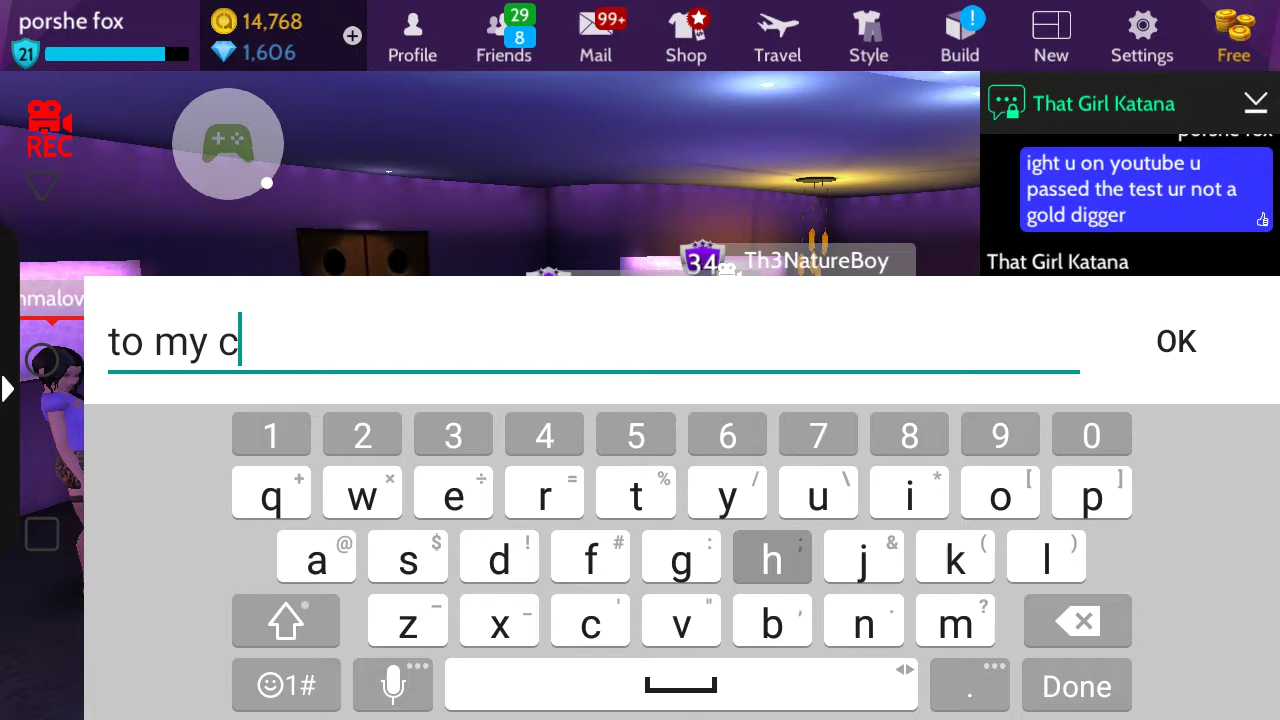 porshe fox
21
14,768
1,606
Profile
29
8
Friends
99+
Mail
Shop
Travel
Style
!
Build
New
Settings
Free
REC
That Girl Katana
porshe fox
ight u on youtube u
passed the test ur not a
gold digger
That Girl Katana
34
Th3NatureBoy
to my c
OK
1 2 3 4 5 6 7 8 9 0
q + w × e ÷ r = t % y / u \ i * o [ p ]
a @ s $ d ! f # g : h ; j & k ( l )
z – x _ c ' v " b , n . m ?
1# . Done